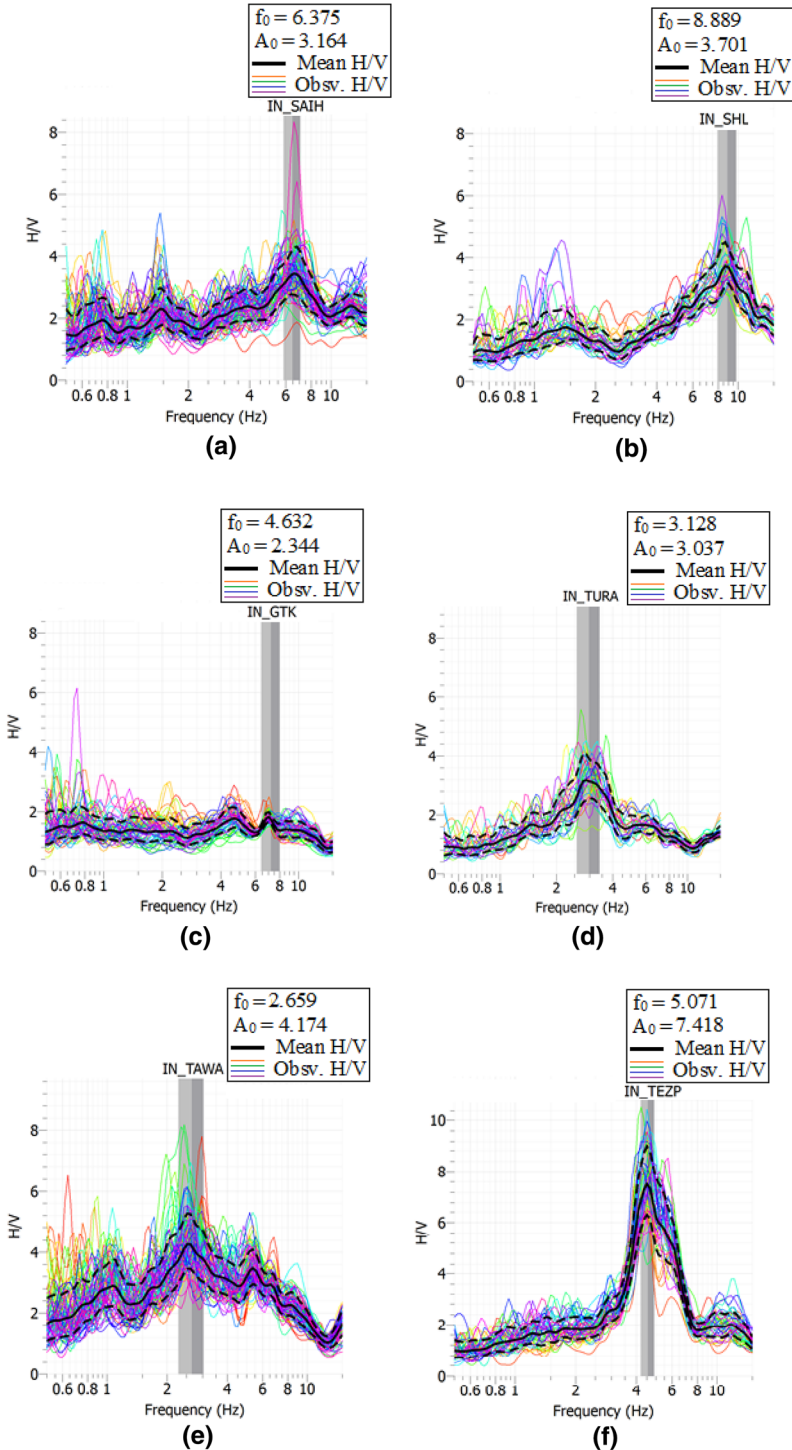 f0 = 6.375
A0 = 3.164
Mean H/V
Obsv. H/V
IN_SAIH
8
6
4
2
0
H/V
0.6 0.8 1 2 4 6 8 10
Frequency (Hz)
(a)
f0 = 8.889
A0 = 3.701
Mean H/V
Obsv. H/V
IN_SHL
8
6
4
2
0
H/V
0.6 0.8 1 2 4 6 8 10
Frequency (Hz)
(b)
f0 = 4.632
A0 = 2.344
Mean H/V
Obsv. H/V
IN_GTK
8
6
4
2
0
H/V
0.6 0.8 1 2 4 6 8 10
Frequency (Hz)
(c)
f0 = 3.128
A0 = 3.037
Mean H/V
Obsv. H/V
IN_TURA
8
6
4
2
0
H/V
0.6 0.8 1 2 4 6 8 10
Frequency (Hz)
(d)
f0 = 2.659
A0 = 4.174
Mean H/V
Obsv. H/V
IN_TAWA
8
6
4
2
0
H/V
0.6 0.8 1 2 4 6 8 10
Frequency (Hz)
(e)
f0 = 5.071
A0 = 7.418
Mean H/V
Obsv. H/V
IN_TEZP
10
8
6
4
2
0
H/V
0.6 0.8 1 2 4 6 8 10
Frequency (Hz)
(f)